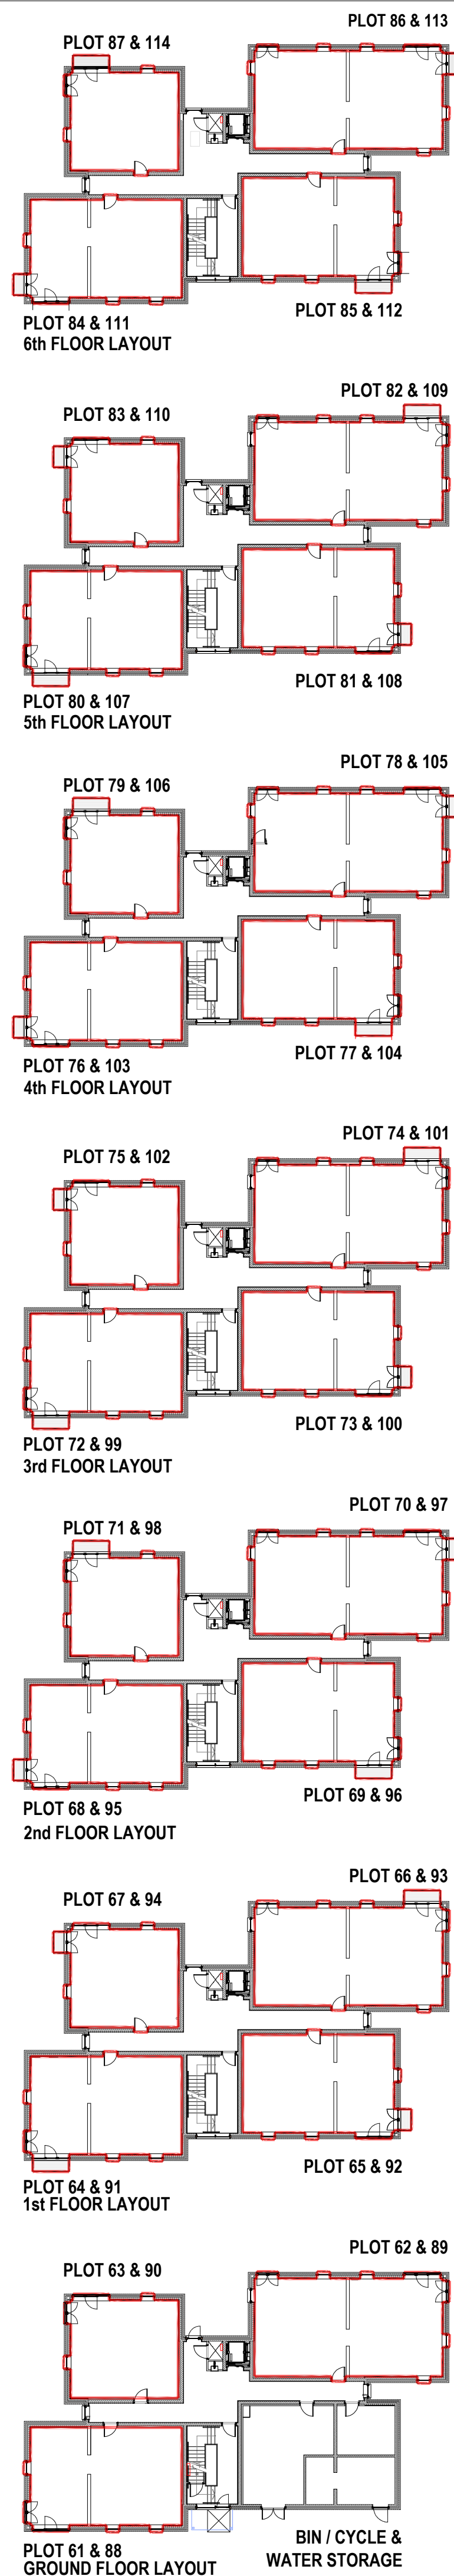 PLOT 86 & 113
PLOT 87 & 114
PLOT 85 & 112
PLOT 84 & 111
6th FLOOR LAYOUT
PLOT 82 & 109
PLOT 83 & 110
PLOT 81 & 108
PLOT 80 & 107
5th FLOOR LAYOUT
PLOT 78 & 105
PLOT 79 & 106
PLOT 77 & 104
PLOT 76 & 103
4th FLOOR LAYOUT
PLOT 74 & 101
PLOT 75 & 102
PLOT 73 & 100
PLOT 72 & 99
3rd FLOOR LAYOUT
PLOT 70 & 97
PLOT 71 & 98
PLOT 69 & 96
PLOT 68 & 95
2nd FLOOR LAYOUT
PLOT 66 & 93
PLOT 67 & 94
PLOT 65 & 92
PLOT 64 & 91
1st FLOOR LAYOUT
PLOT 62 & 89
PLOT 63 & 90
BIN / CYCLE &
WATER STORAGE
PLOT 61 & 88
GROUND FLOOR LAYOUT